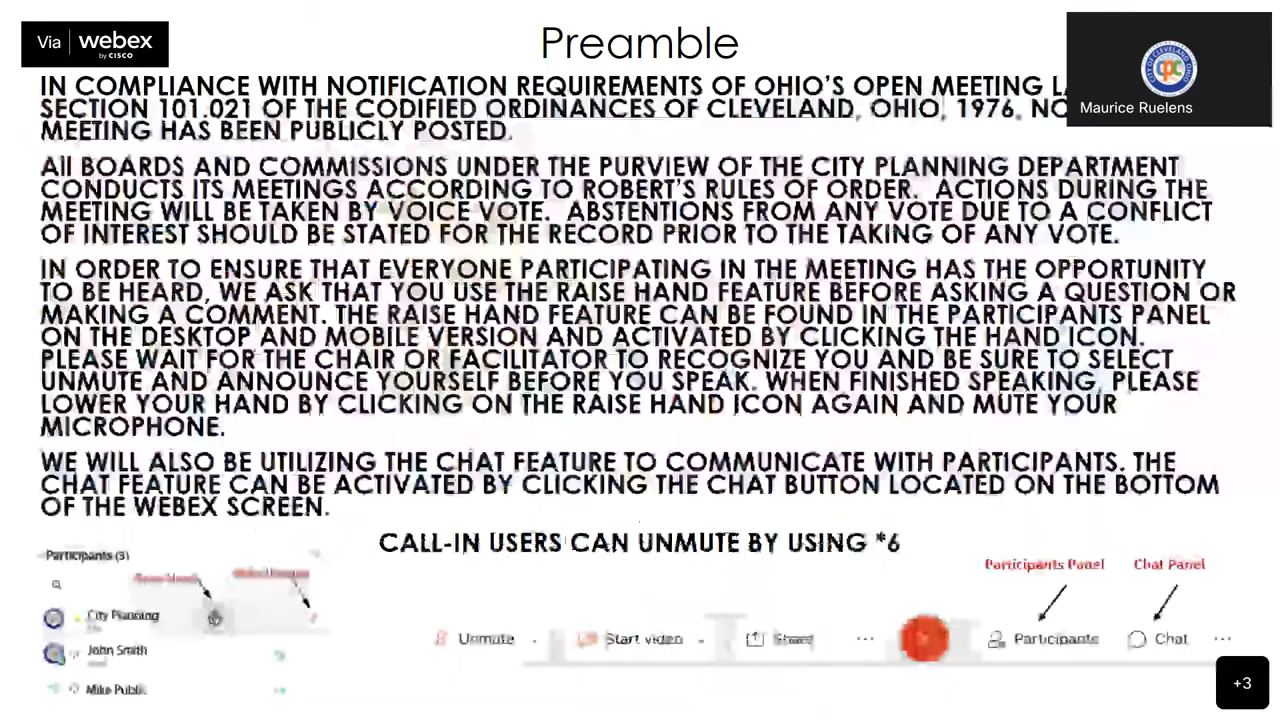 Via webex
by CISCO
Preamble
Maurice Ruelens
IN COMPLIANCE WITH NOTIFICATION REQUIREMENTS OF OHIO'S OPEN MEETING
SECTION 101.021 OF THE CODIFIED ORDINANCES OF CLEVELAND, OHIO, 1976.
MEETING HAS BEEN PUBLICLY POSTED.
All BOARDS AND COMMISSIONS UNDER THE PURVIEW OF THE CITY PLANNING DEPARTMENT
CONDUCTS ITS MEETINGS ACCORDING TO ROBERT'S RULES OF ORDER. ACTIONS DURING THE
MEETING WILL BE TAKEN BY VOICE VOTE. ABSTENTIONS FROM ANY VOTE DUE TO A CONFLICT
OF INTEREST SHOULD BE STATED FOR THE RECORD PRIOR TO THE TAKING OF ANY VOTE.
IN ORDER TO ENSURE THAT EVERYONE PARTICIPATING IN THE MEETING HAS THE OPPORTUNITY
TO BE HEARD, WE ASK THAT YOU USE THE RAISE HAND FEATURE BEFORE ASKING A QUESTION OR
MAKING A COMMENT. THE RAISE HAND FEATURE CAN BE FOUND IN THE PARTICIPANTS PANEL
ON THE DESKTOP AND MOBILE VERSION AND ACTIVATED BY CLICKING THE HAND ICON.
PLEASE WAIT FOR THE CHAIR OR FACILITATOR TO RECOGNIZE YOU AND BE SURE TO SELECT
UNMUTE AND ANNOUNCE YOURSELF BEFORE YOU SPEAK. WHEN FINISHED SPEAKING, PLEASE
LOWER YOUR HAND BY CLICKING ON THE RAISE HAND ICON AGAIN AND MUTE YOUR
MICROPHONE.
WE WILL ALSO BE UTILIZING THE CHAT FEATURE TO COMMUNICATE WITH PARTICIPANTS. THE
CHAT FEATURE CAN BE ACTIVATED BY CLICKING THE CHAT BUTTON LOCATED ON THE BOTTOM
OF THE WEBEX SCREEN.
CALL-IN USERS CAN UNMUTE BY USING *6
Participants (3)
City Planning
John Smith
Mike Public
Participants Panel
Chat Panel
Unmute
Start video
Share
Participants
Chat
+3